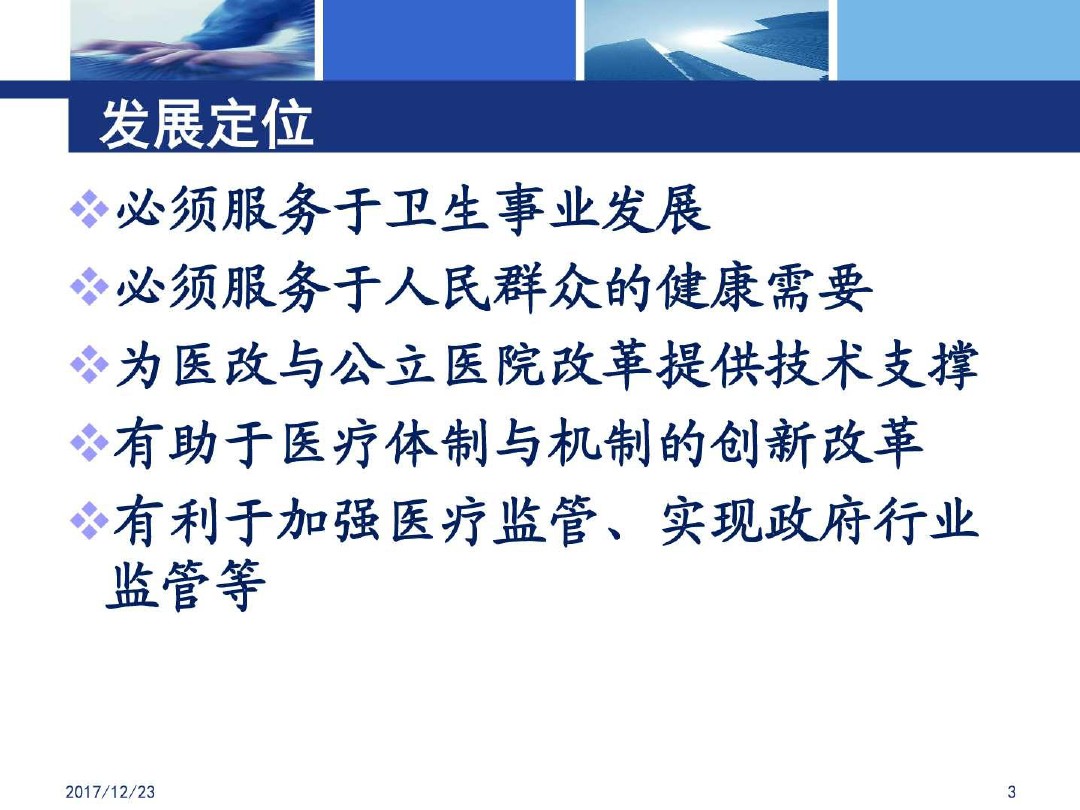 发展定位
必须服务于卫生事业发展
必须服务于人民群众的健康需要
为医改与公立医院改革提供技术支撑
有助于医疗体制与机制的创新改革
有利于加强医疗监管、实现政府行业
监管等
2017/12/23
3